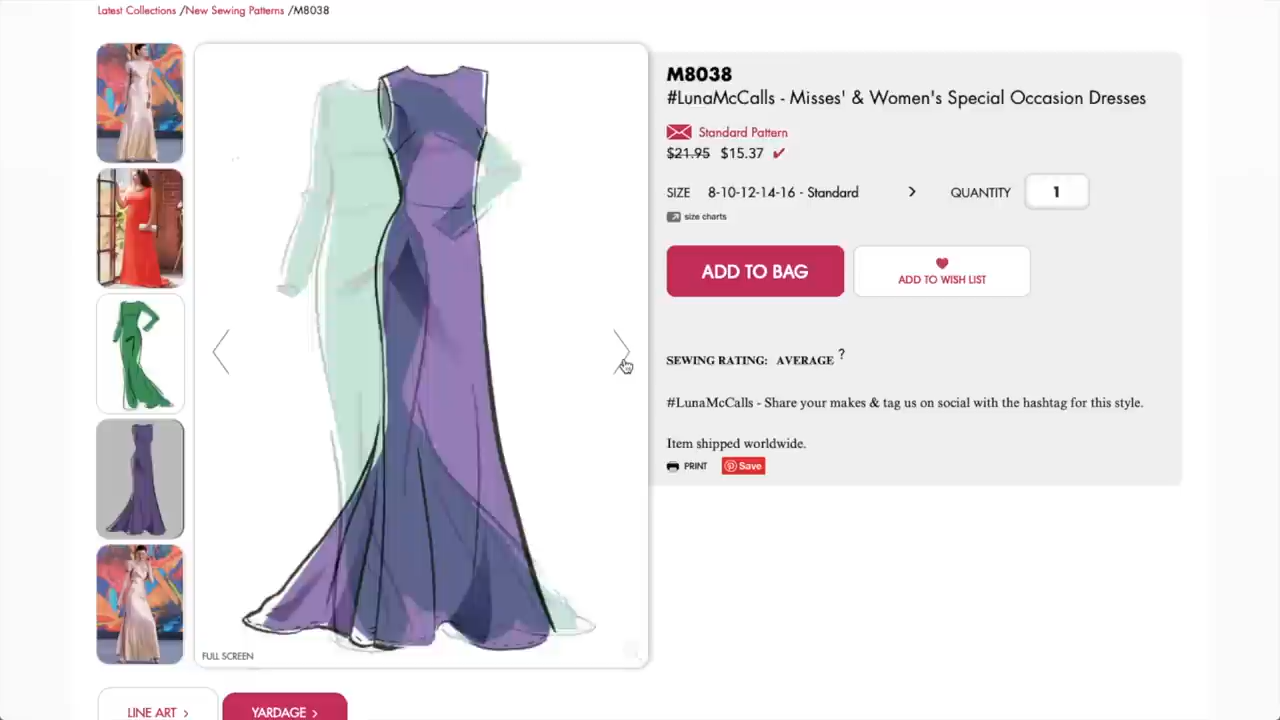 Latest Collections /New Sewing Patterns /M8038
M8038
#LunaMcCalls - Misses' & Women's Special Occasion Dresses
Standard Pattern
$21.95 $15.37
SIZE 8-10-12-14-16 - Standard > QUANTITY 1
size charts
ADD TO BAG
ADD TO WISH LIST
SEWING RATING: AVERAGE ?
#LunaMcCalls - Share your makes & tag us on social with the hashtag for this style.
Item shipped worldwide.
PRINT Save
FULL SCREEN
LINE ART > YARDAGE >